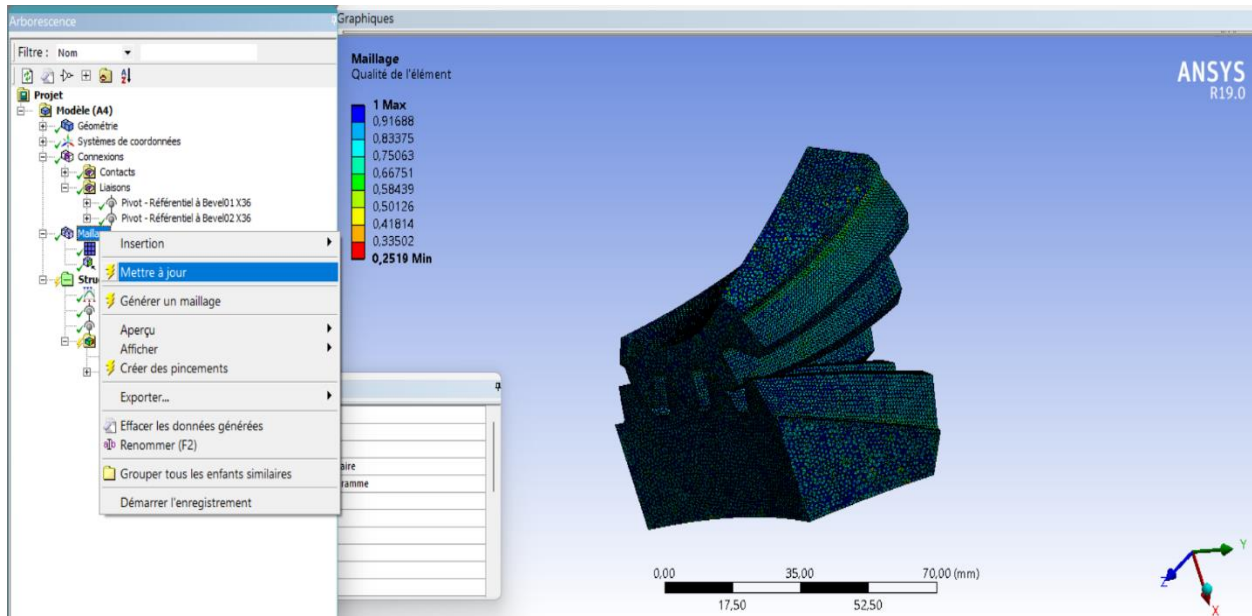 Arborescence
Filtre : Nom
Projet
Modèle (A4)
Géométrie
Systèmes de coordonnées
Connexions
Contacts
Liaisons
Pivot - Référentiel à Bevel01 X36
Pivot - Référentiel à Bevel02 X36
Mailla
Stru
Insertion
Mettre à jour
Générer un maillage
Aperçu
Afficher
Créer des pincements
Exporter...
Effacer les données générées
Renommer (F2)
Grouper tous les enfants similaires
Démarrer l'enregistrement
aire
ramme
Graphiques
Maillage
Qualité de l'élément
1 Max
0,91688
0,83375
0,75063
0,66751
0,58439
0,50126
0,41814
0,33502
0,2519 Min
ANSYS
R19.0
0,00 35,00 70,00 (mm)
17,50 52,50
Y
Z
X